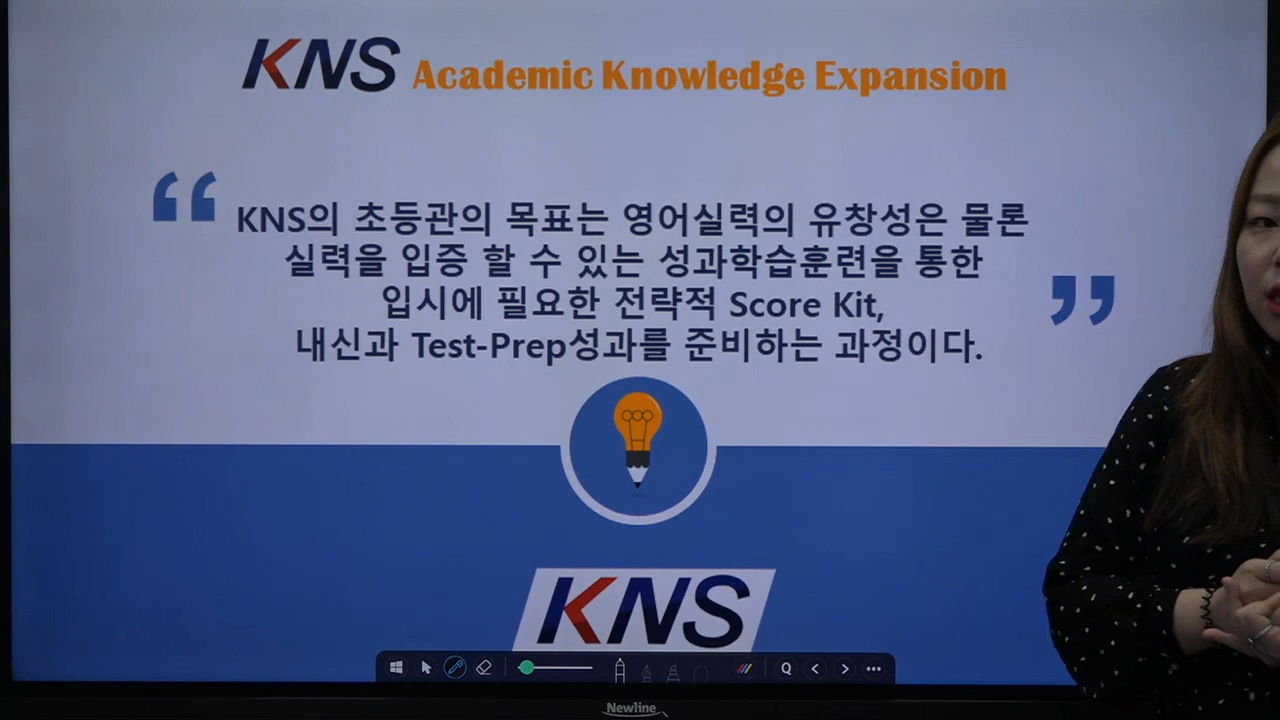 KNS Academic Knowledge Expansion
“ KNS의 초등관의 목표는 영어실력의 유창성은 물론
실력을 입증 할 수 있는 성과학습훈련을 통한
입시에 필요한 전략적 Score Kit, ”
내신과 Test-Prep성과를 준비하는 과정이다.
KNS
Newline